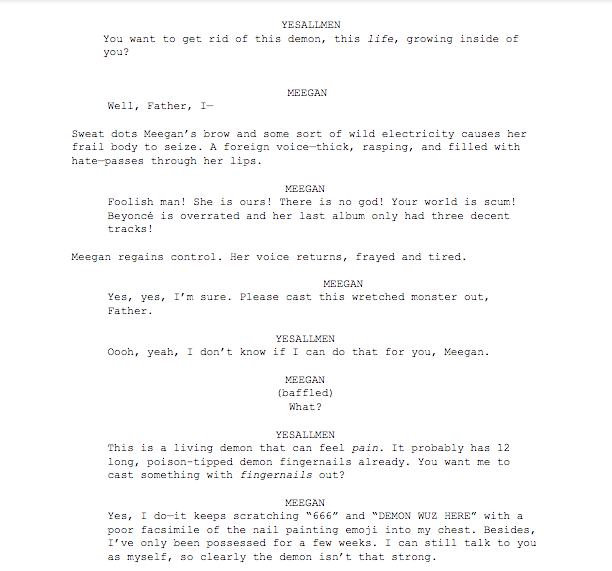 YESALLMEN
You want to get rid of this demon, this life, growing inside of
you?
MEEGAN
Well, Father, I—
Sweat dots Meegan’s brow and some sort of wild electricity causes her
frail body to seize. A foreign voice—thick, rasping, and filled with
hate—passes through her lips.
MEEGAN
Foolish man! She is ours! There is no god! Your world is scum!
Beyoncé is overrated and her last album only had three decent
tracks!
Meegan regains control. Her voice returns, frayed and tired.
MEEGAN
Yes, yes, I’m sure. Please cast this wretched monster out,
Father.
YESALLMEN
Oooh, yeah, I don’t know if I can do that for you, Meegan.
MEEGAN
(baffled)
What?
YESALLMEN
This is a living demon that can feel pain. It probably has 12
long, poison-tipped demon fingernails already. You want me to
cast something with fingernails out?
MEEGAN
Yes, I do—it keeps scratching “666” and “DEMON WUZ HERE” with a
poor facsimile of the nail painting emoji into my chest. Besides,
I’ve only been possessed for a few weeks. I can still talk to you
as myself, so clearly the demon isn’t that strong.